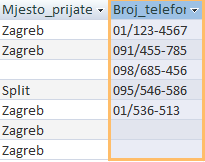 Mjesto_prijate Broj_telefor
Zagreb 01/123-4567
Zagreb 091/455-785
098/685-456
Split 095/546-586
Zagreb 01/536-513
Zagreb
Zagreb